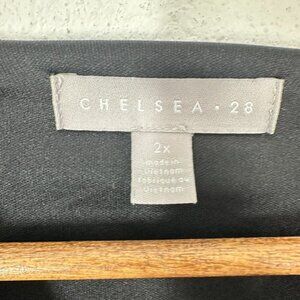 CHELSEA · 28
2x
made in
Vietnam
fabriqué au
Vietnam